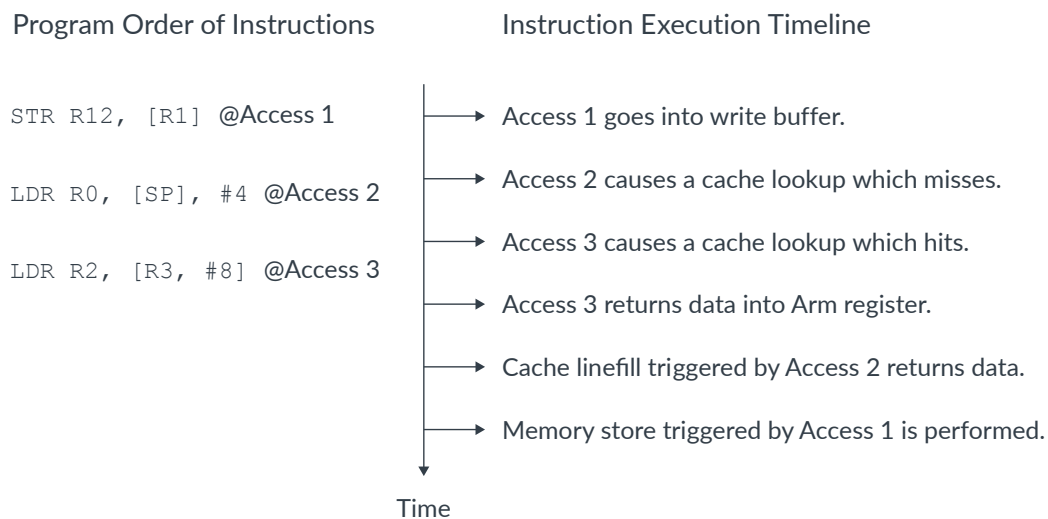 Program Order of Instructions
Instruction Execution Timeline
STR R12, [R1] @Access 1
LDR R0, [SP], #4 @Access 2
LDR R2, [R3, #8] @Access 3
Access 1 goes into write buffer.
Access 2 causes a cache lookup which misses.
Access 3 causes a cache lookup which hits.
Access 3 returns data into Arm register.
Cache linefill triggered by Access 2 returns data.
Memory store triggered by Access 1 is performed.
Time